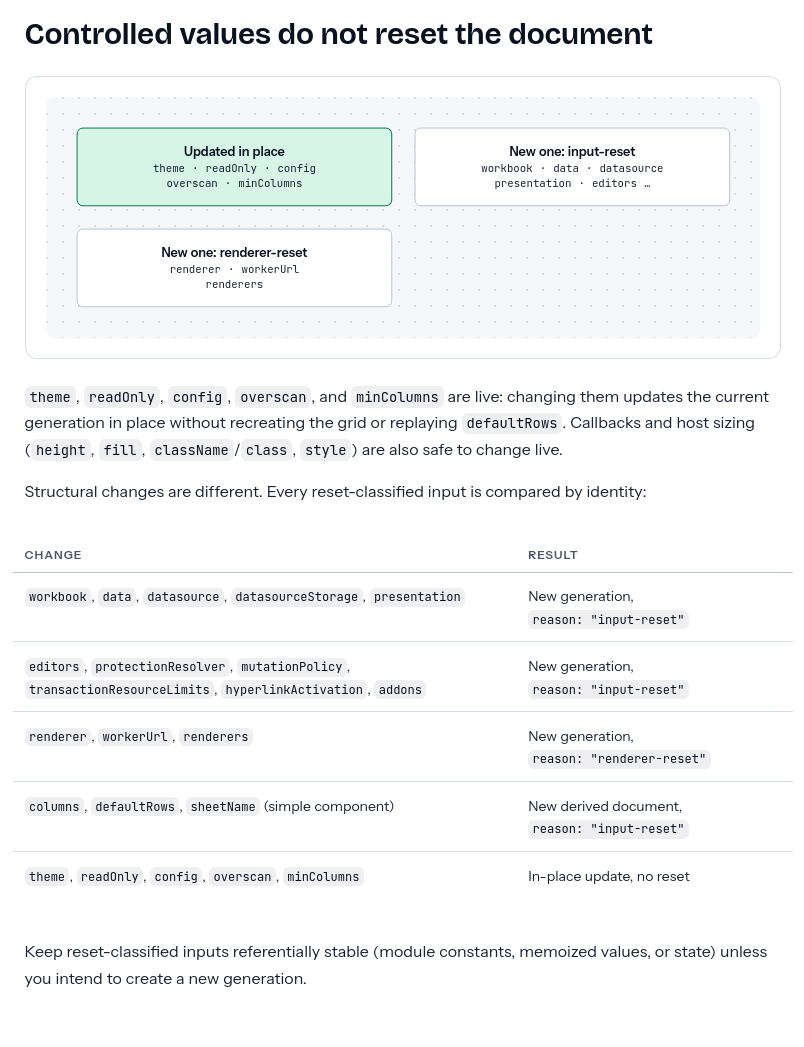 Controlled values do not reset the document
Updated in place
theme · readOnly · config
overscan · minColumns
New one: input-reset
workbook · data · datasource
presentation · editors …
New one: renderer-reset
renderer · workerUrl
renderers
theme, readOnly, config, overscan, and minColumns are live: changing them updates the current
generation in place without recreating the grid or replaying defaultRows. Callbacks and host sizing
(height, fill, className/class, style) are also safe to change live.
Structural changes are different. Every reset-classified input is compared by identity:
CHANGE RESULT
workbook, data, datasource, datasourceStorage, presentation New generation,
reason: "input-reset"
editors, protectionResolver, mutationPolicy, New generation,
transactionResourceLimits, hyperlinkActivation, addons reason: "input-reset"
renderer, workerUrl, renderers New generation,
reason: "renderer-reset"
columns, defaultRows, sheetName (simple component) New derived document,
reason: "input-reset"
theme, readOnly, config, overscan, minColumns In-place update, no reset
Keep reset-classified inputs referentially stable (module constants, memoized values, or state) unless
you intend to create a new generation.